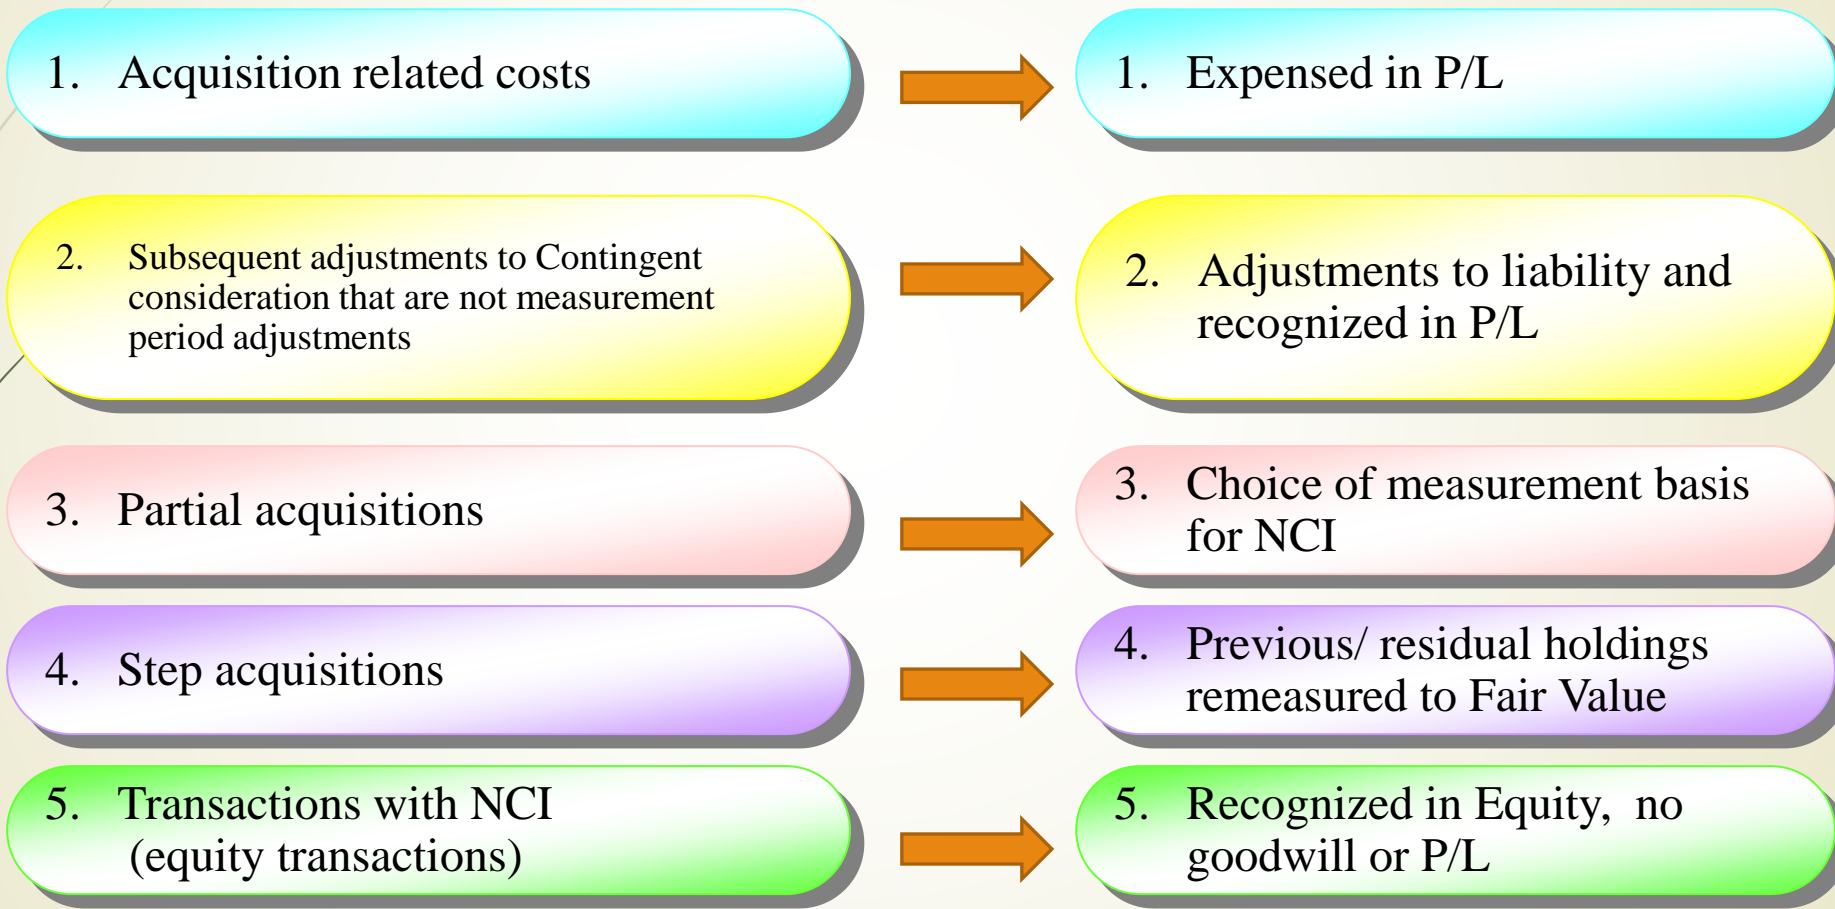 1. Acquisition related costs
1. Expensed in P/L
2. Subsequent adjustments to Contingent
consideration that are not measurement
period adjustments
2. Adjustments to liability and
recognized in P/L
3. Partial acquisitions
3. Choice of measurement basis
for NCI
4. Step acquisitions
4. Previous/ residual holdings
remeasured to Fair Value
5. Transactions with NCI
(equity transactions)
5. Recognized in Equity, no
goodwill or P/L